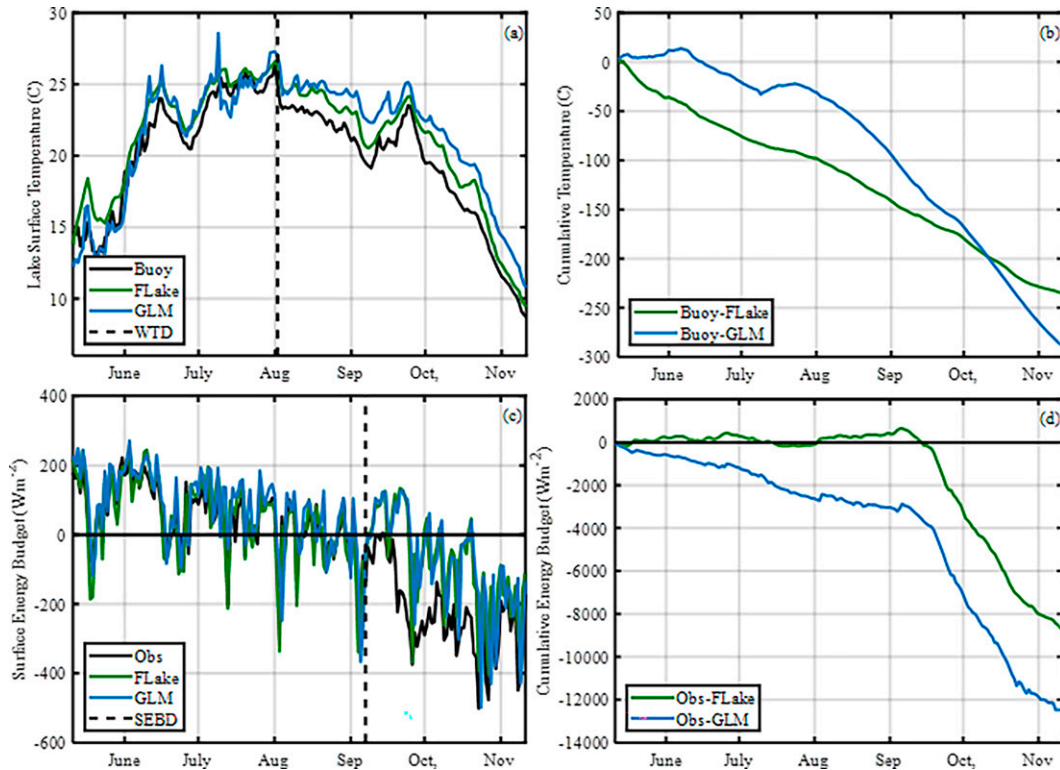 30
25
20
15
10
Lake Surface Temperature (C)
(a)
Buoy
FLake
GLM
WTD
June
July
Aug
Sep
Oct,
Nov
50
0
-50
-100
-150
-200
-250
-300
Cumulative Temperature (C)
(b)
Buoy-FLake
Buoy-GLM
June
July
Aug
Sep
Oct,
Nov
400
200
0
-200
-400
-600
Surface Energy Budget (Wm⁻²)
(c)
Obs
FLake
GLM
SEBD
June
July
Aug
Sep
Oct,
Nov
2000
0
-2000
-4000
-6000
-8000
-10000
-12000
-14000
Cumulative Energy Budget (Wm⁻²)
(d)
Obs-FLake
Obs-GLM
June
July
Aug
Sep
Oct,
Nov